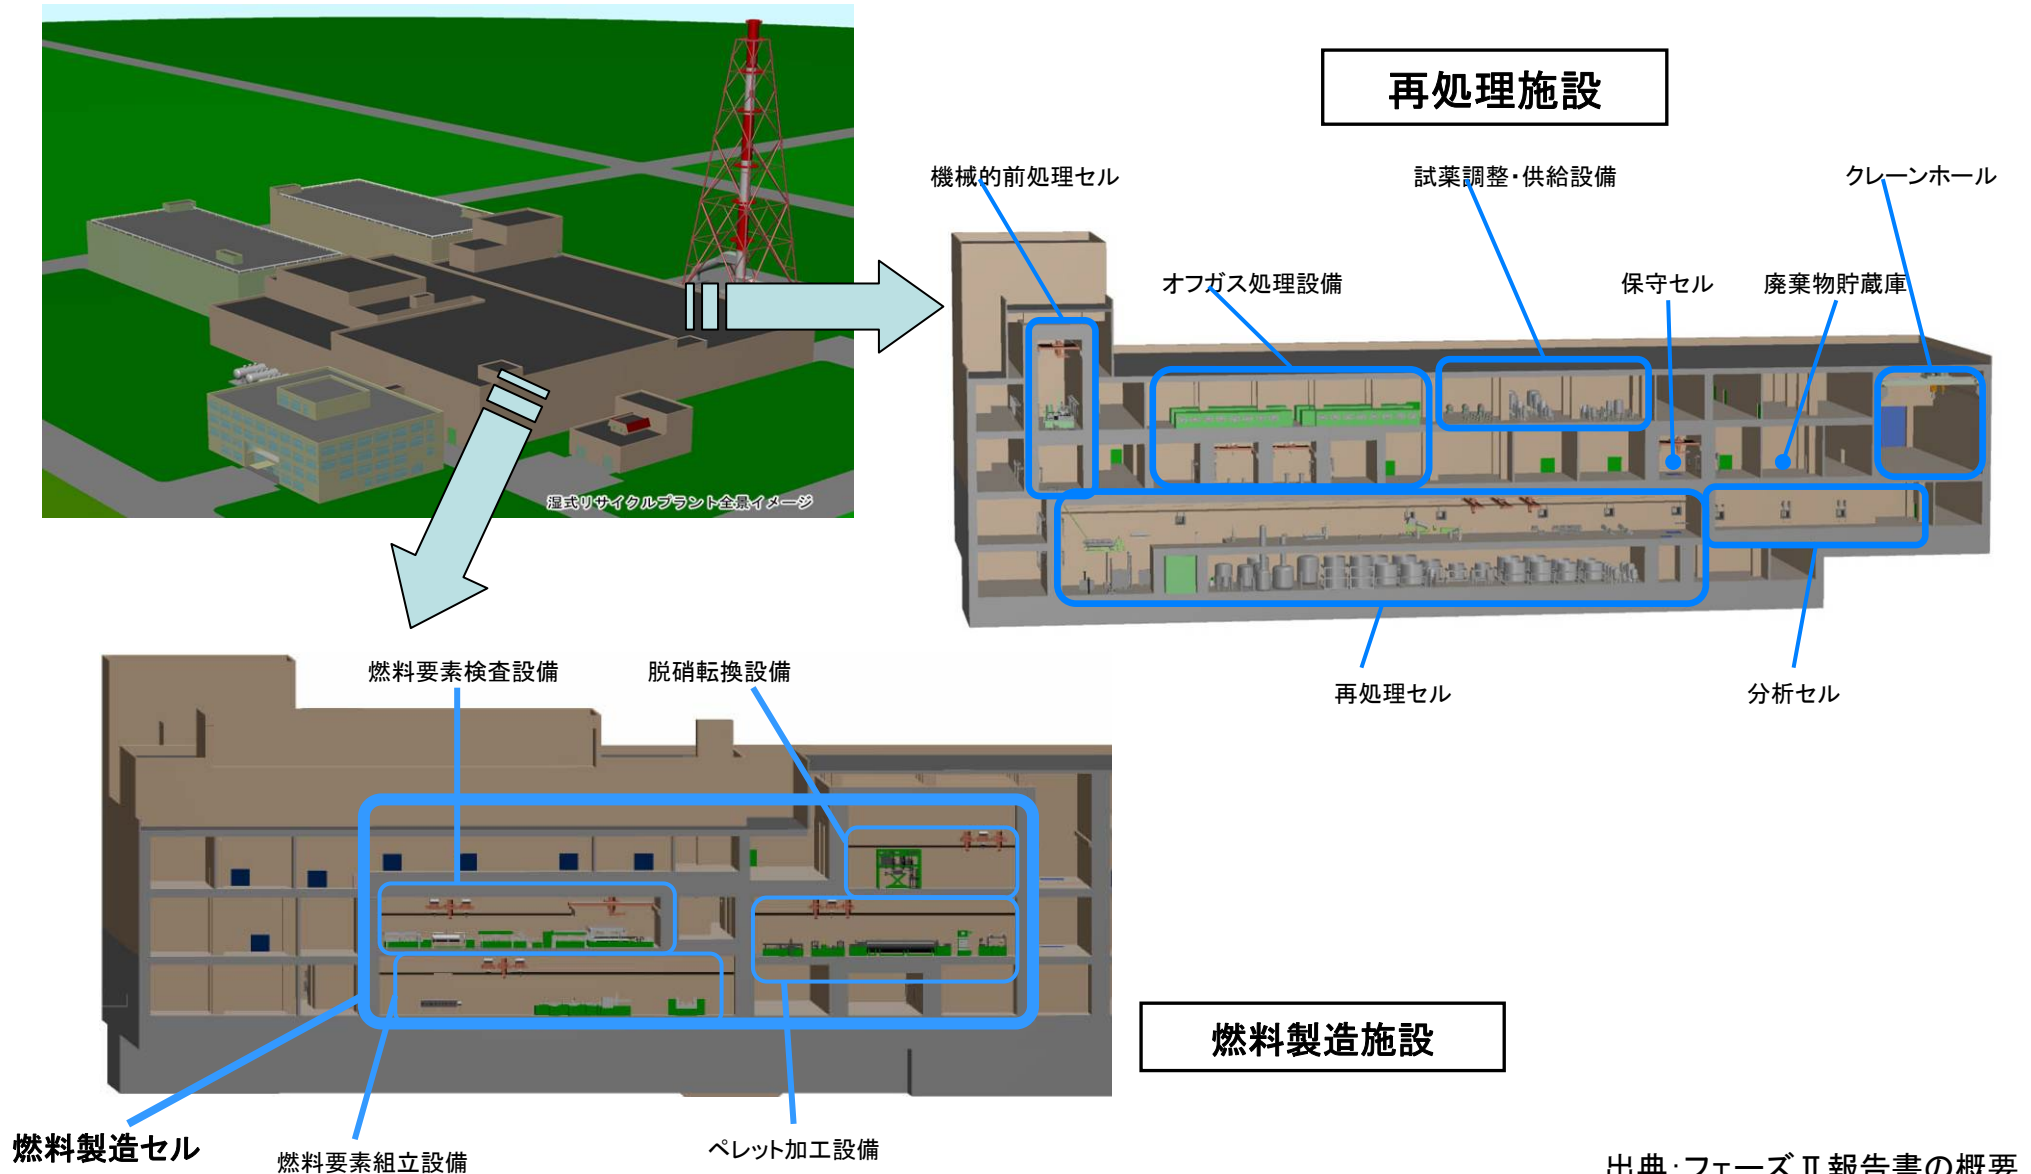 再処理施設
機械的前処理セル
試薬調整・供給設備
クレーンホール
オフガス処理設備
保守セル
廃棄物貯蔵庫
湿式リサイクルプラント全景イメージ
再処理セル
分析セル
燃料要素検査設備
脱硝転換設備
燃料製造施設
燃料製造セル
燃料要素組立設備
ペレット加工設備
出典：フェーズⅡ報告書の概要